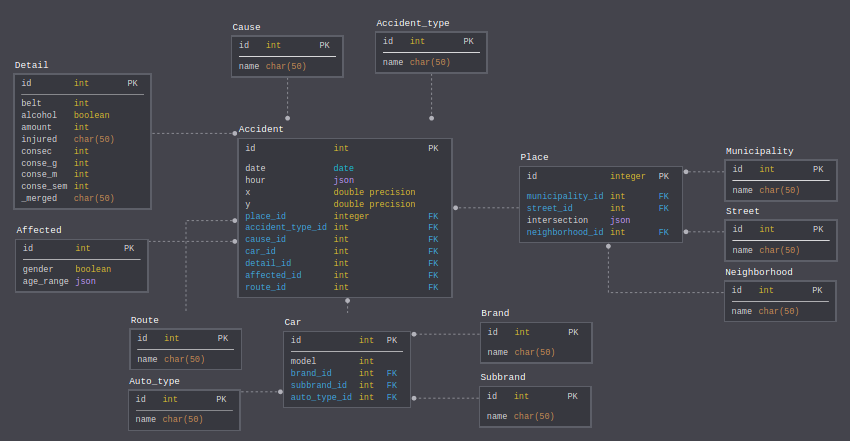 Cause
id int PK
name char(50)
Accident_type
id int PK
name char(50)
Detail
id int PK
belt int
alcohol boolean
amount int
injured char(50)
consec int
conse_g int
conse_m int
conse_sem int
_merged char(50)
Accident
id int PK
date date
hour json
x double precision
y double precision
place_id integer FK
accident_type_id int FK
cause_id int FK
car_id int FK
detail_id int FK
affected_id int FK
route_id int FK
Place
id integer PK
municipality_id int FK
street_id int FK
intersection json
neighborhood_id int FK
Municipality
id int PK
name char(50)
Street
id int PK
name char(50)
Neighborhood
id int PK
name char(50)
Affected
id int PK
gender boolean
age_range json
Route
id int PK
name char(50)
Auto_type
id int PK
name char(50)
Car
id int PK
model int
brand_id int FK
subbrand_id int FK
auto_type_id int FK
Brand
id int PK
name char(50)
Subbrand
id int PK
name char(50)